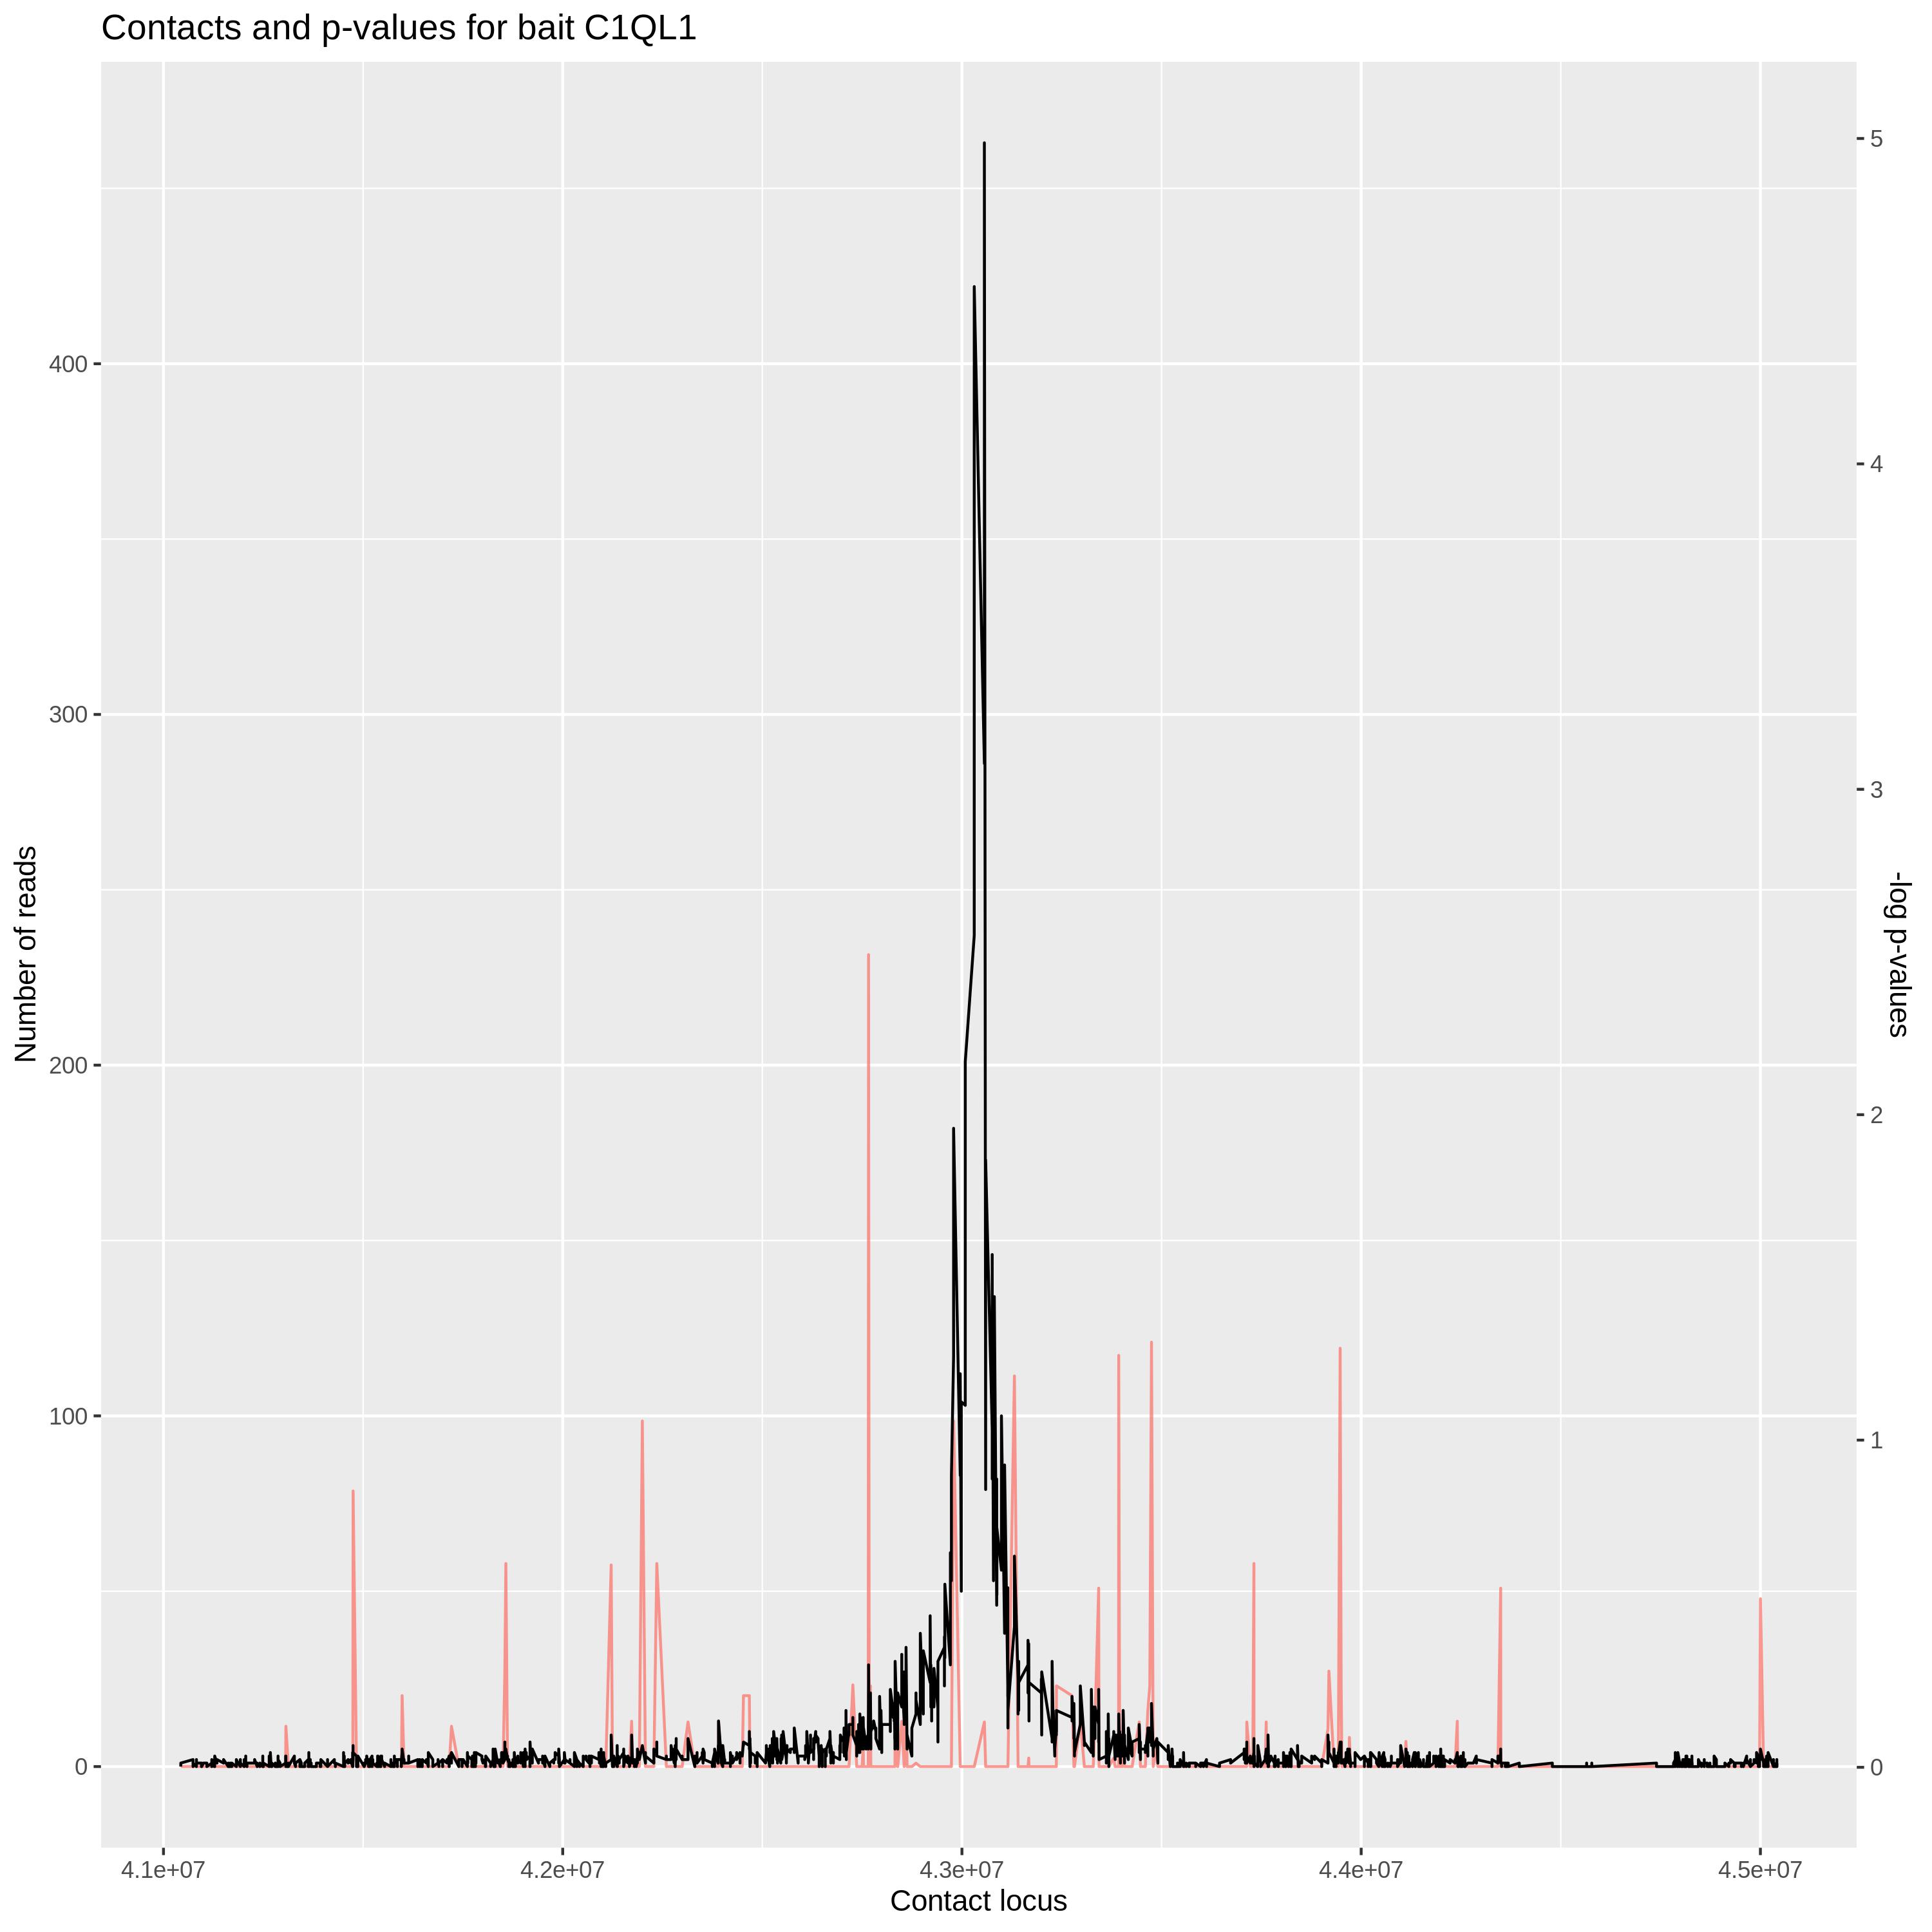 Contacts and p-values for bait C1QL1
Number of reads
400
300
200
100
0
5
4
3
2
1
0
-log p-values
4.1e+07
4.2e+07
4.3e+07
4.4e+07
4.5e+07
Contact locus